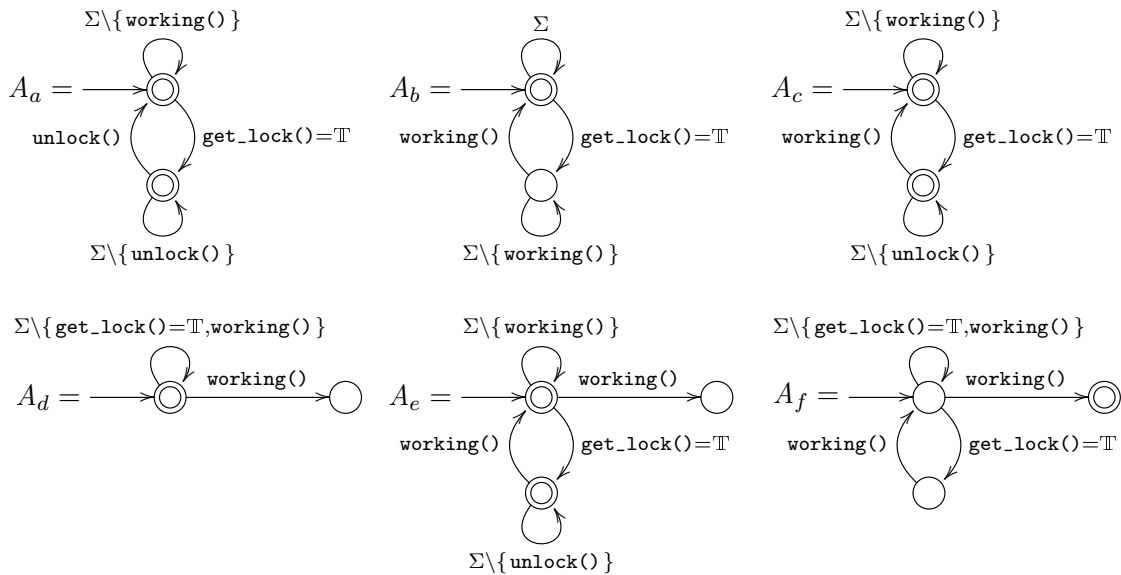 Σ\{working()} Σ Σ\{working()}
A_a = A_b = A_c =
unlock() get_lock()=𝕋 working() get_lock()=𝕋 working() get_lock()=𝕋
Σ\{unlock()} Σ\{working()} Σ\{unlock()}
Σ\{get_lock()=𝕋,working()} Σ\{working()} Σ\{get_lock()=𝕋,working()}
working() working() working()
A_d = A_e = A_f =
working() get_lock()=𝕋 working() get_lock()=𝕋
Σ\{unlock()}